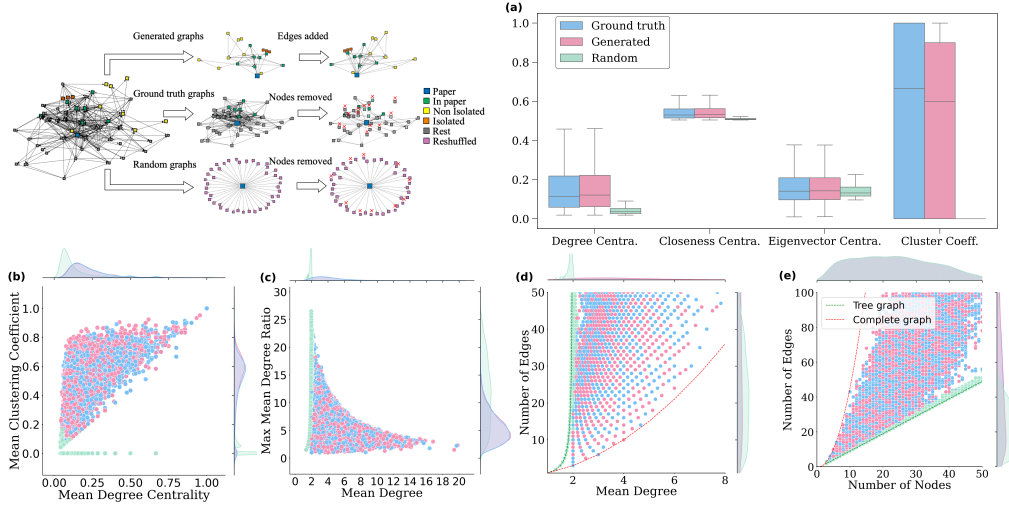 Generated graphs
Edges added
Ground truth graphs
Nodes removed
Random graphs
Nodes removed
Paper
In paper
Non Isolated
Isolated
Rest
Reshuffled
(a)
1.0
0.8
0.6
0.4
0.2
0.0
Ground truth
Generated
Random
Degree Centra.
Closeness Centra.
Eigenvector Centra.
Cluster Coeff.
(b)
Mean Clustering Coefficient
1.0
0.8
0.6
0.4
0.2
0.0
0.00
0.25
0.50
0.75
1.00
Mean Degree Centrality
(c)
Max Mean Degree Ratio
30
25
20
15
10
5
0
0 2 4 6 8 10 12 14 16 18 20
Mean Degree
(d)
Number of Edges
50
40
30
20
10
2
4
6
8
Mean Degree
(e)
Number of Edges
100
80
60
40
20
0
Tree graph
Complete graph
0 10 20 30 40 50
Number of Nodes